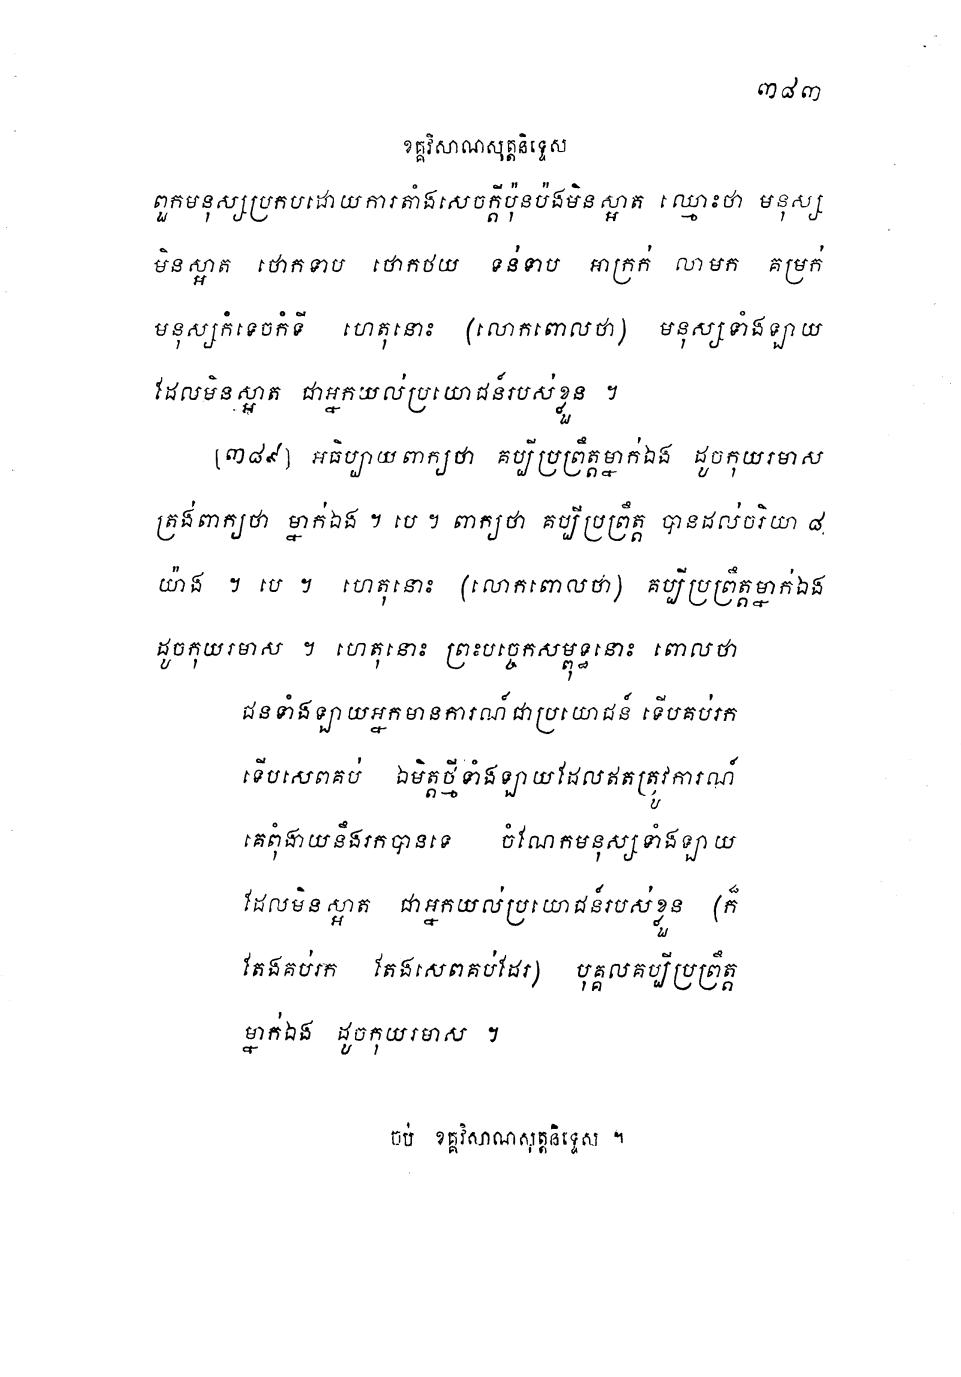 ៣៨៣
ខគ្គវិសាណសុត្តនិទ្ទេស
ពួកមនុស្សប្រកបដោយការតាំងសេចក្តីប៉ុនប៉ងមិនស្អាត ឈ្មោះថា មនុស្ស
មិនស្អាត ថោកទាប ថោកថយ ទន់ទាប អាក្រក់ លាមក គម្រក់
មនុស្សកំទេចកំទី ហេតុនោះ (លោកពោលថា) មនុស្សទាំងឡាយ
ដែលមិនស្អាត ជាអ្នកយល់ប្រយោជន៍របស់ខ្លួន ។
[៣៨៩] អធិប្បាយពាក្យថា គប្បីប្រព្រឹត្តម្នាក់ឯង ដូចកុយរមាស
ត្រង់ពាក្យថា ម្នាក់ឯង ។ បេ ។ ពាក្យថា គប្បីប្រព្រឹត្ត បានដល់ចរិយា ៨
យ៉ាង ។ បេ ។ ហេតុនោះ (លោកពោលថា) គប្បីប្រព្រឹត្តម្នាក់ឯង
ដូចកុយរមាស ។ ហេតុនោះ ព្រះបច្ចេកសម្ពុទ្ធនោះ ពោលថា
ជនទាំងឡាយអ្នកមានការណ៍ជាប្រយោជន៍ ទើបគប់រក
ទើបសេពគប់ ឯមិត្តថ្មីទាំងឡាយដែលឥតត្រូវការណ៍
គេពុំងាយនឹងរកបានទេ ចំណែកមនុស្សទាំងឡាយ
ដែលមិនស្អាត ជាអ្នកយល់ប្រយោជន៍របស់ខ្លួន (ក៏
តែងគប់រក តែងសេពគប់ដែរ) បុគ្គលគប្បីប្រព្រឹត្ត
ម្នាក់ឯង ដូចកុយរមាស ។
ចប់ ខគ្គវិសាណសុត្តនិទ្ទេស ។